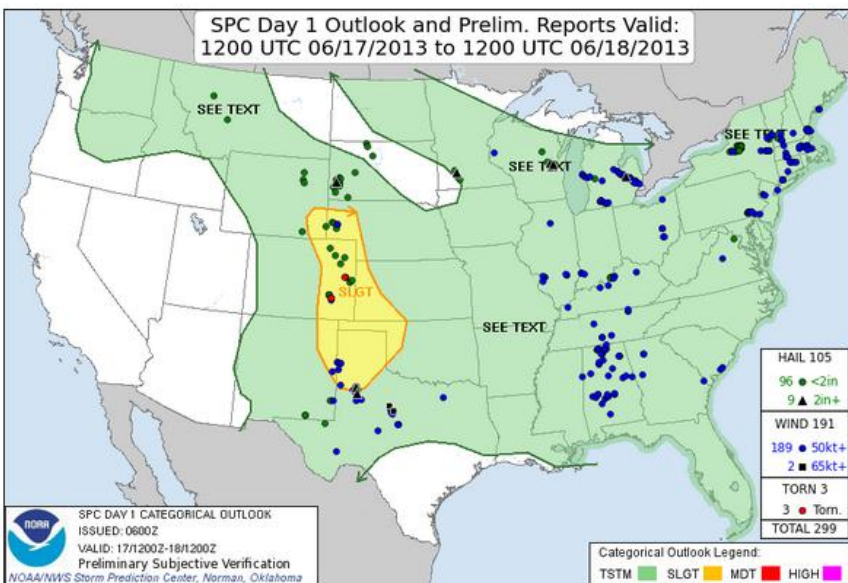 SPC Day 1 Outlook and Prelim. Reports Valid:
1200 UTC 06/17/2013 to 1200 UTC 06/18/2013
SEE TEXT
SEE TEXT
SEE TEXT
SLGT
SEE TEXT
HAIL 105
96 <2in
9 2in+
WIND 191
189 50kt+
2 65kt+
TORN 3
3 Torn.
TOTAL 299
NOAA
SPC DAY 1 CATEGORICAL OUTLOOK
ISSUED: 0600Z
VALID: 17/1200Z-18/1200Z
Preliminary Subjective Verification
NOAA/NWS Storm Prediction Center, Norman, Oklahoma
Categorical Outlook Legend:
TSTM SLGT MDT HIGH